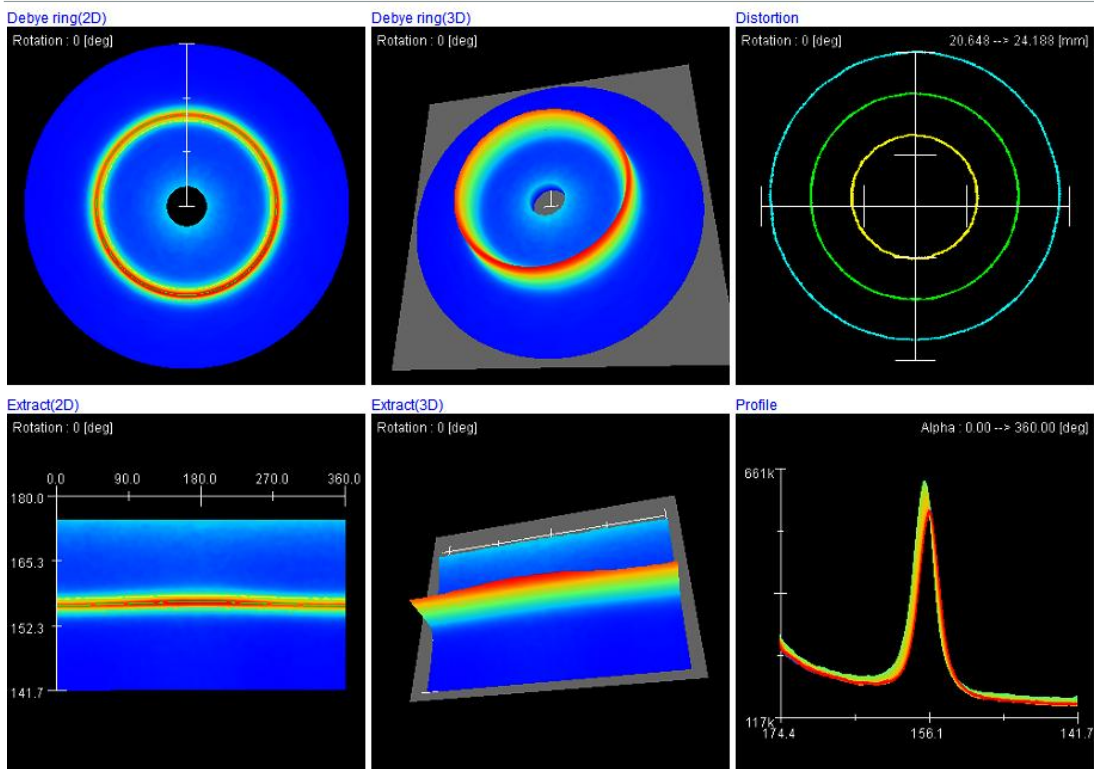 Debye ring(2D)
Rotation : 0 [deg]
Debye ring(3D)
Rotation : 0 [deg]
Distortion
Rotation : 0 [deg]
20.648 --> 24.188 [mm]
Extract(2D)
Rotation : 0 [deg]
0.0 90.0 180.0 270.0 360.0
180.0
165.3
152.3
141.7
Extract(3D)
Rotation : 0 [deg]
Profile
Alpha : 0.00 --> 360.00 [deg]
661k
117k
174.4 156.1 141.7